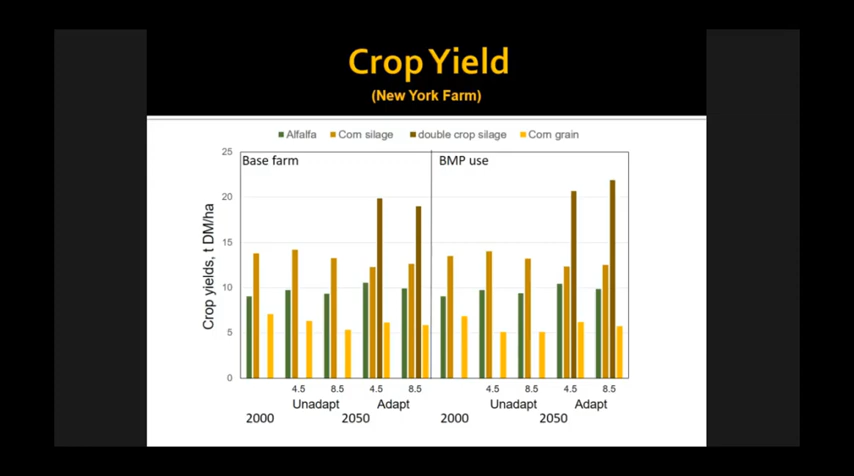 Crop Yield
(New York Farm)
Alfalfa Corn silage double crop silage Corn grain
Base farm BMP use
Crop yields, t DM/ha
25
20
15
10
5
0
4.5 8.5 4.5 8.5 4.5 8.5 4.5 8.5
Unadapt Adapt Unadapt Adapt
2000 2050 2000 2050